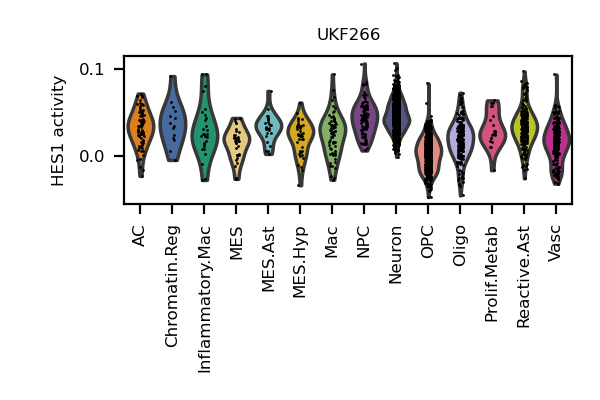 UKF266
HES1 activity
0.1
0.0
AC
Chromatin.Reg
Inflammatory.Mac
MES
MES.Ast
MES.Hyp
Mac
NPC
Neuron
OPC
Oligo
Prolif.Metab
Reactive.Ast
Vasc